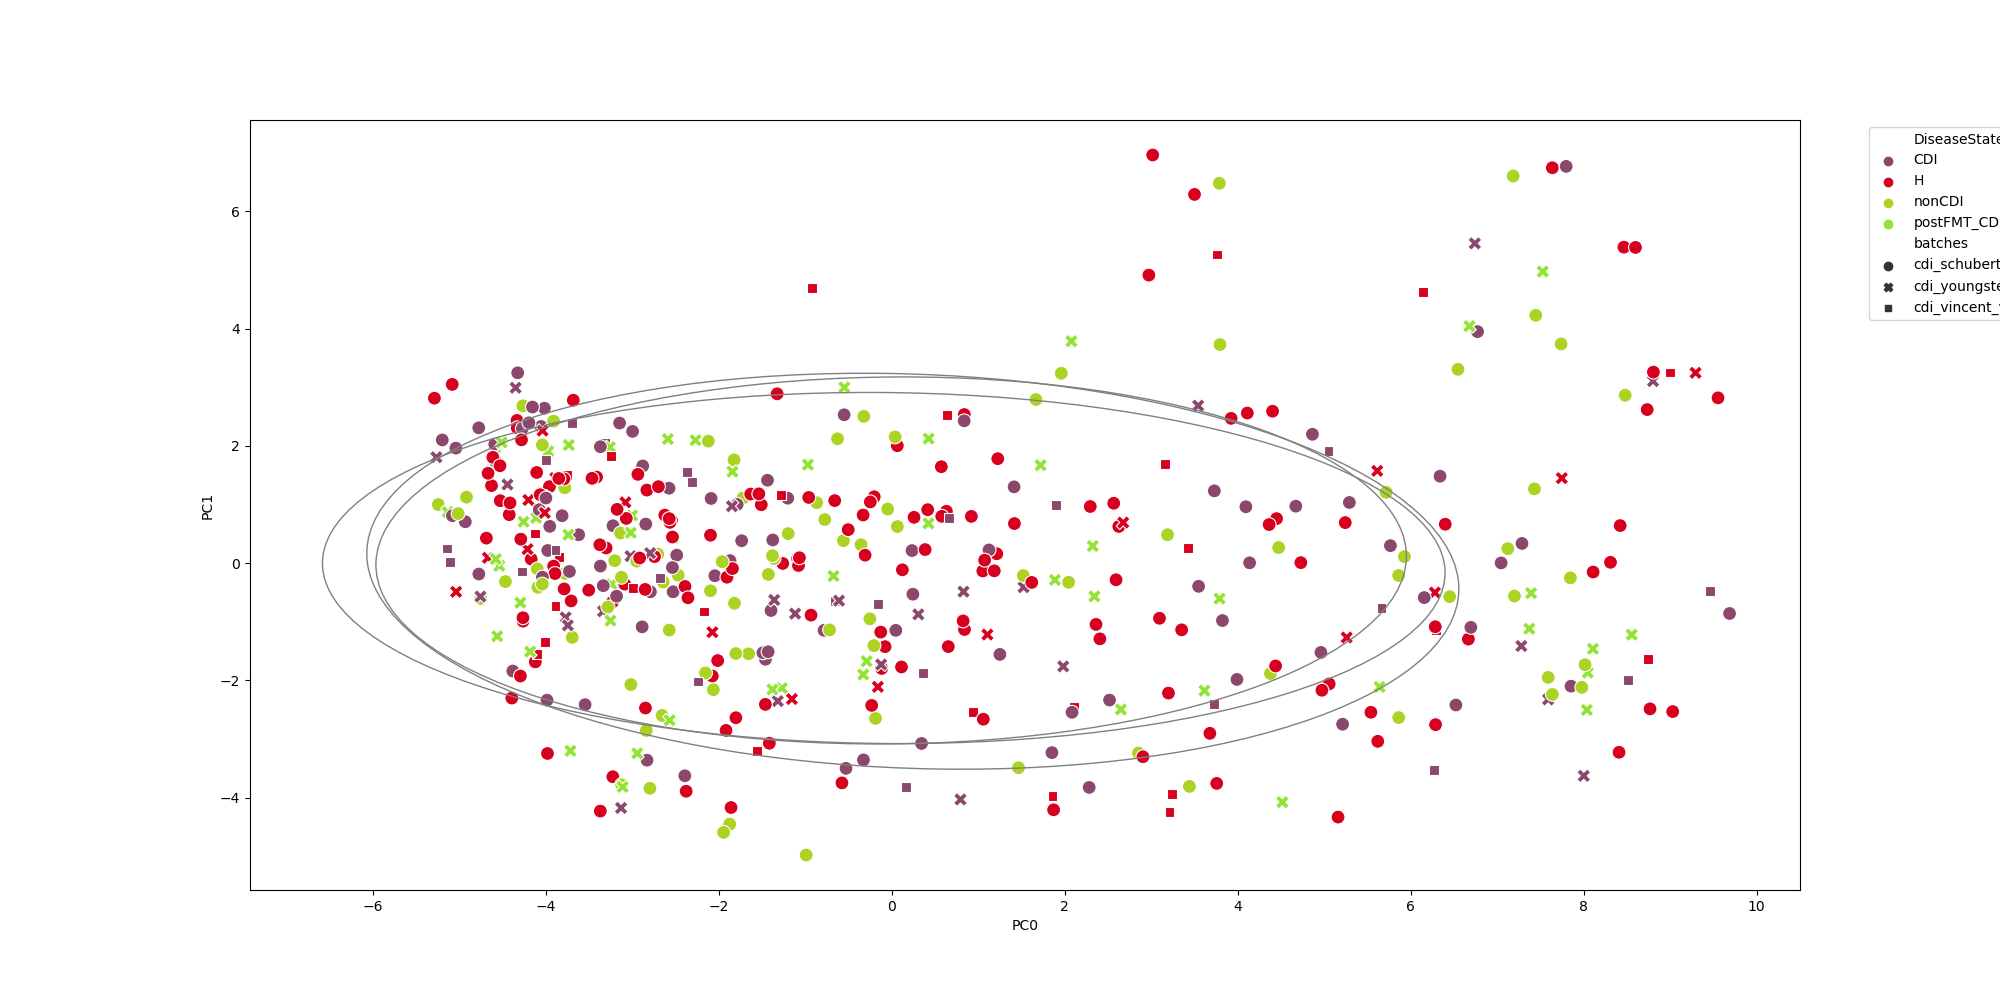 DiseaseState
CDI
H
nonCDI
postFMT_CD
batches
cdi_schubert
cdi_youngste
cdi_vincent_
6
4
2
0
−2
−4
PC1
−6
−4
−2
0
2
4
6
8
10
PC0